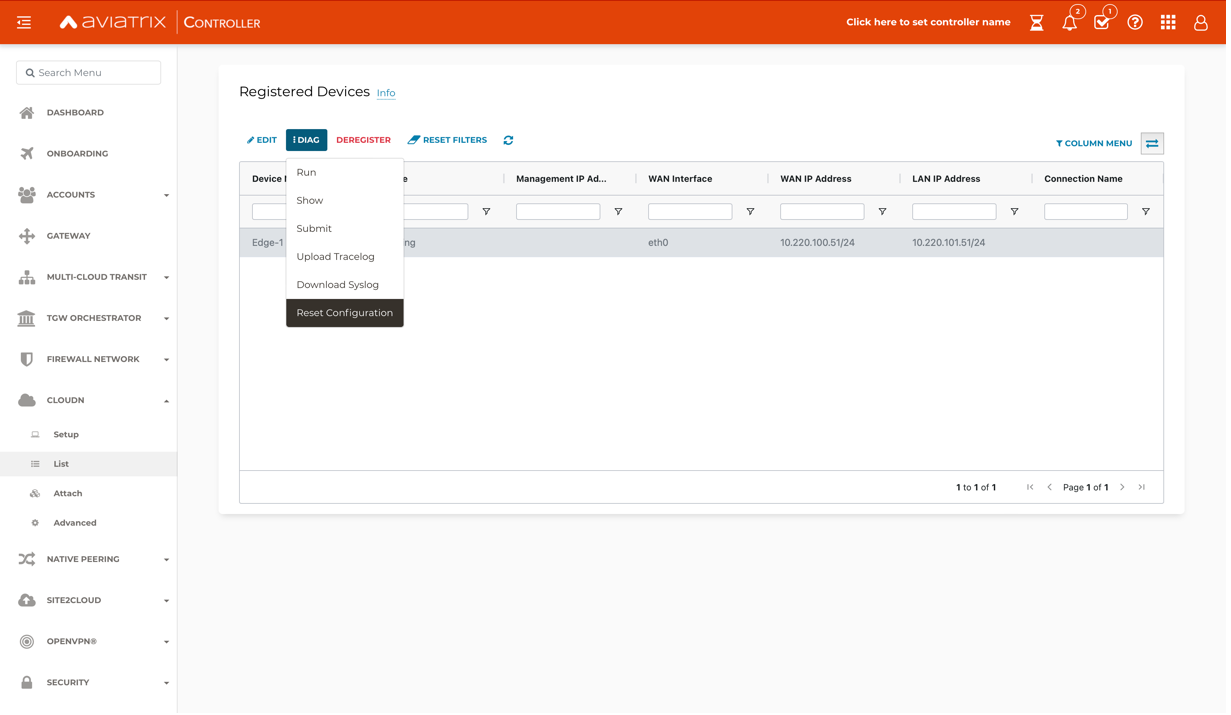 aviatrix CONTROLLER
Click here to set controller name
2
1
Search Menu
DASHBOARD
ONBOARDING
ACCOUNTS
GATEWAY
MULTI-CLOUD TRANSIT
TGW ORCHESTRATOR
FIREWALL NETWORK
CLOUDN
Setup
List
Attach
Advanced
NATIVE PEERING
SITE2CLOUD
OPENVPN®
SECURITY
Registered Devices Info
EDIT DIAG DEREGISTER RESET FILTERS
COLUMN MENU
Run
Show
Submit
Upload Tracelog
Download Syslog
Reset Configuration
Device Management IP Ad... WAN Interface WAN IP Address LAN IP Address Connection Name
Edge-1 eth0 10.220.100.51/24 10.220.101.51/24
1 to 1 of 1 Page 1 of 1